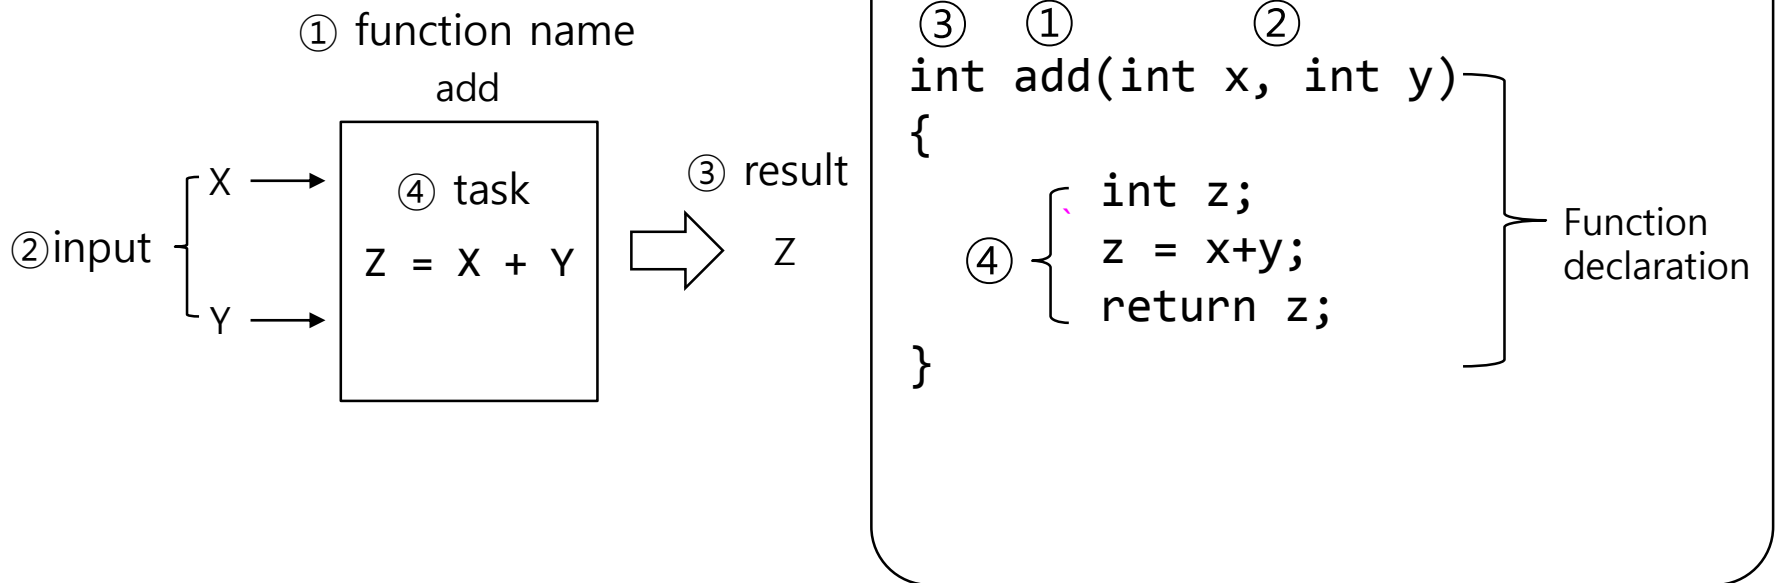 ① function name
add
X
④ task
③ result
②input
Z = X + Y
Z
Y
③ ① ②
int add(int x, int y)
{
int z;
④
z = x+y;
return z;
}
Function
declaration